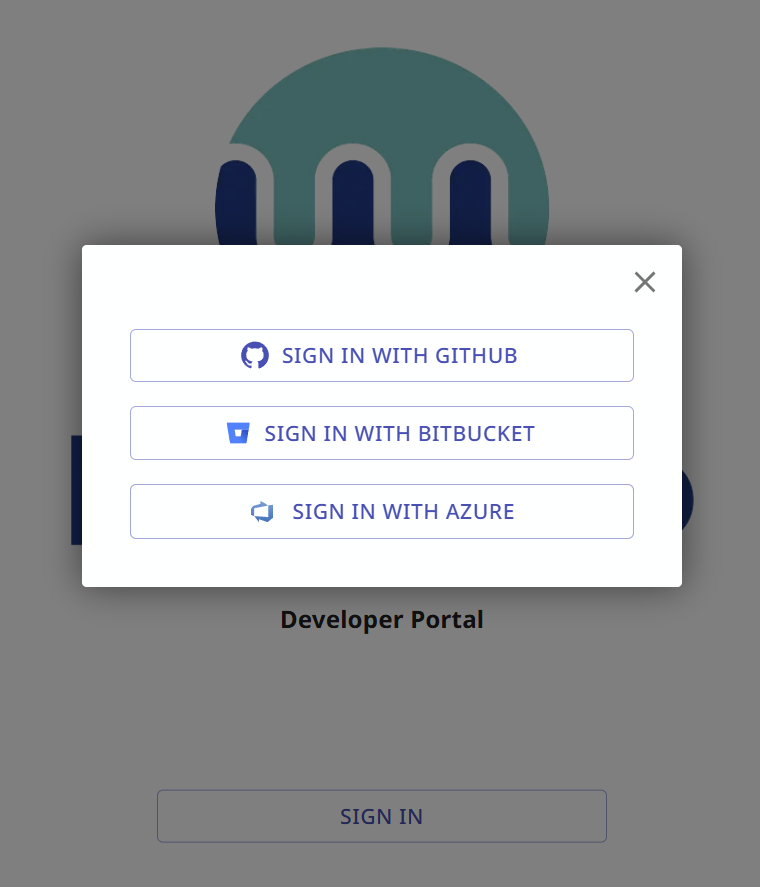 SIGN IN WITH GITHUB
SIGN IN WITH BITBUCKET
SIGN IN WITH AZURE
Developer Portal
SIGN IN